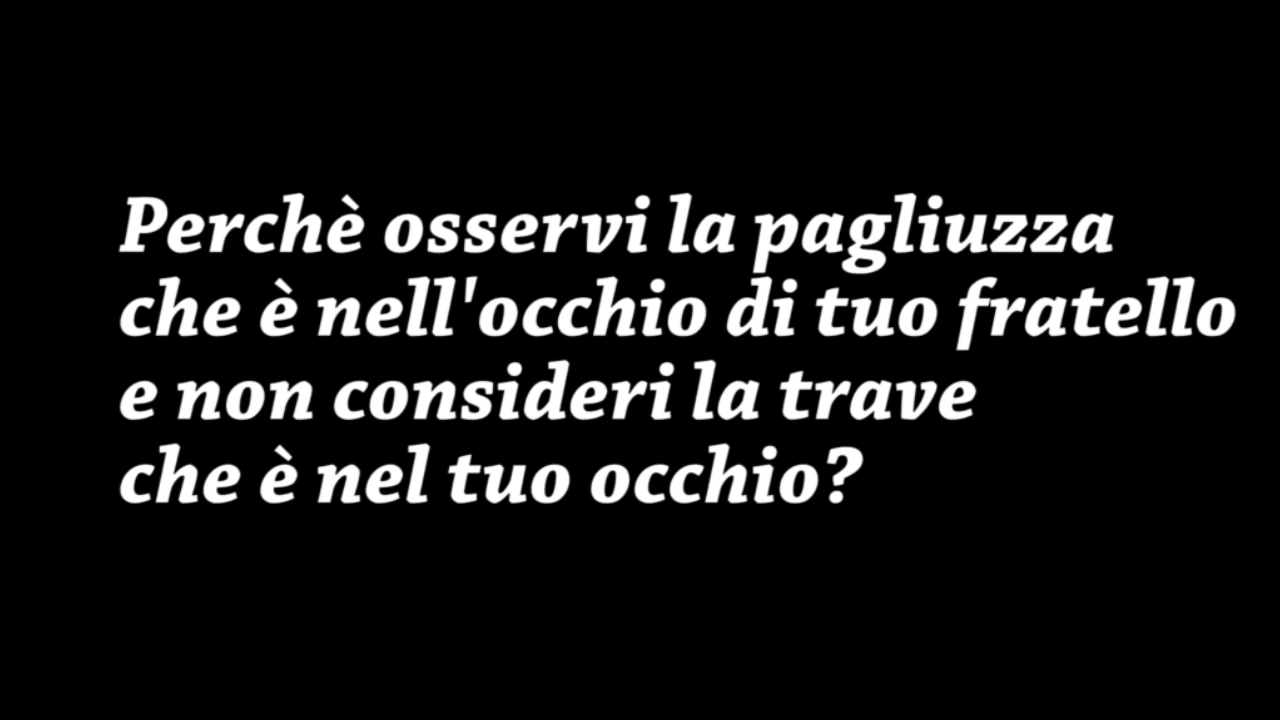 Perchè osservi la pagliuzza
che è nell'occhio di tuo fratello
e non consideri la trave
che è nel tuo occhio?